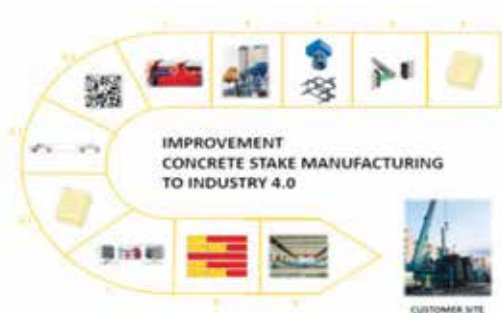 IMPROVEMENT
CONCRETE STAKE MANUFACTURING
TO INDUSTRY 4.0
CUSTOMER SITE